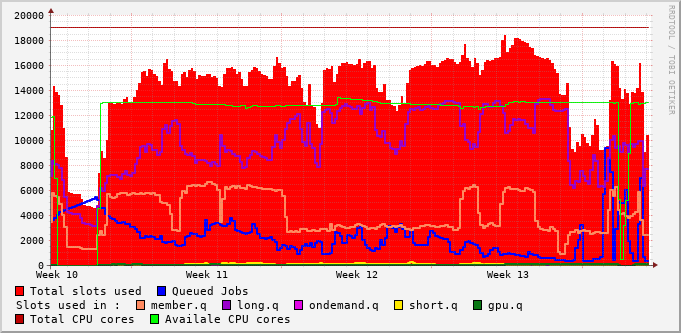 20000
18000
16000
14000
12000
10000
8000
6000
4000
2000
0
Week 10 Week 11 Week 12 Week 13
Total slots used Queued Jobs
Slots used in : member.q long.q ondemand.q short.q gpu.q
Total CPU cores Availale CPU cores
RRDTOOL / TOBI OETIKER